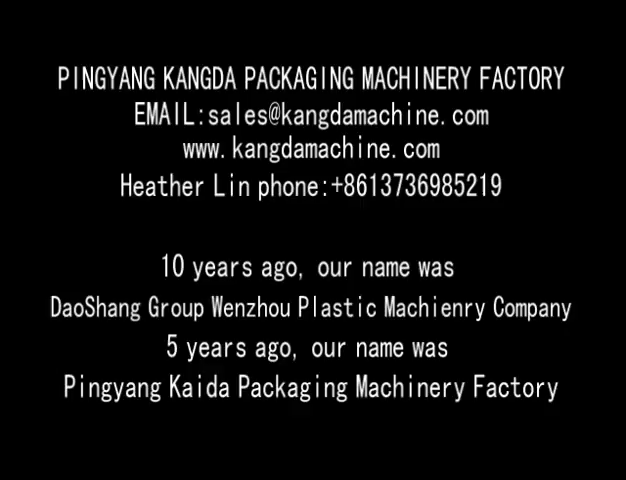 PINGYANG KANGDA PACKAGING MACHINERY FACTORY
EMAIL:sales@kangdamachine.com
www.kangdamachine.com
Heather Lin phone:+8613736985219
10 years ago, our name was
DaoShang Group Wenzhou Plastic Machienry Company
5 years ago, our name was
Pingyang Kaida Packaging Machinery Factory